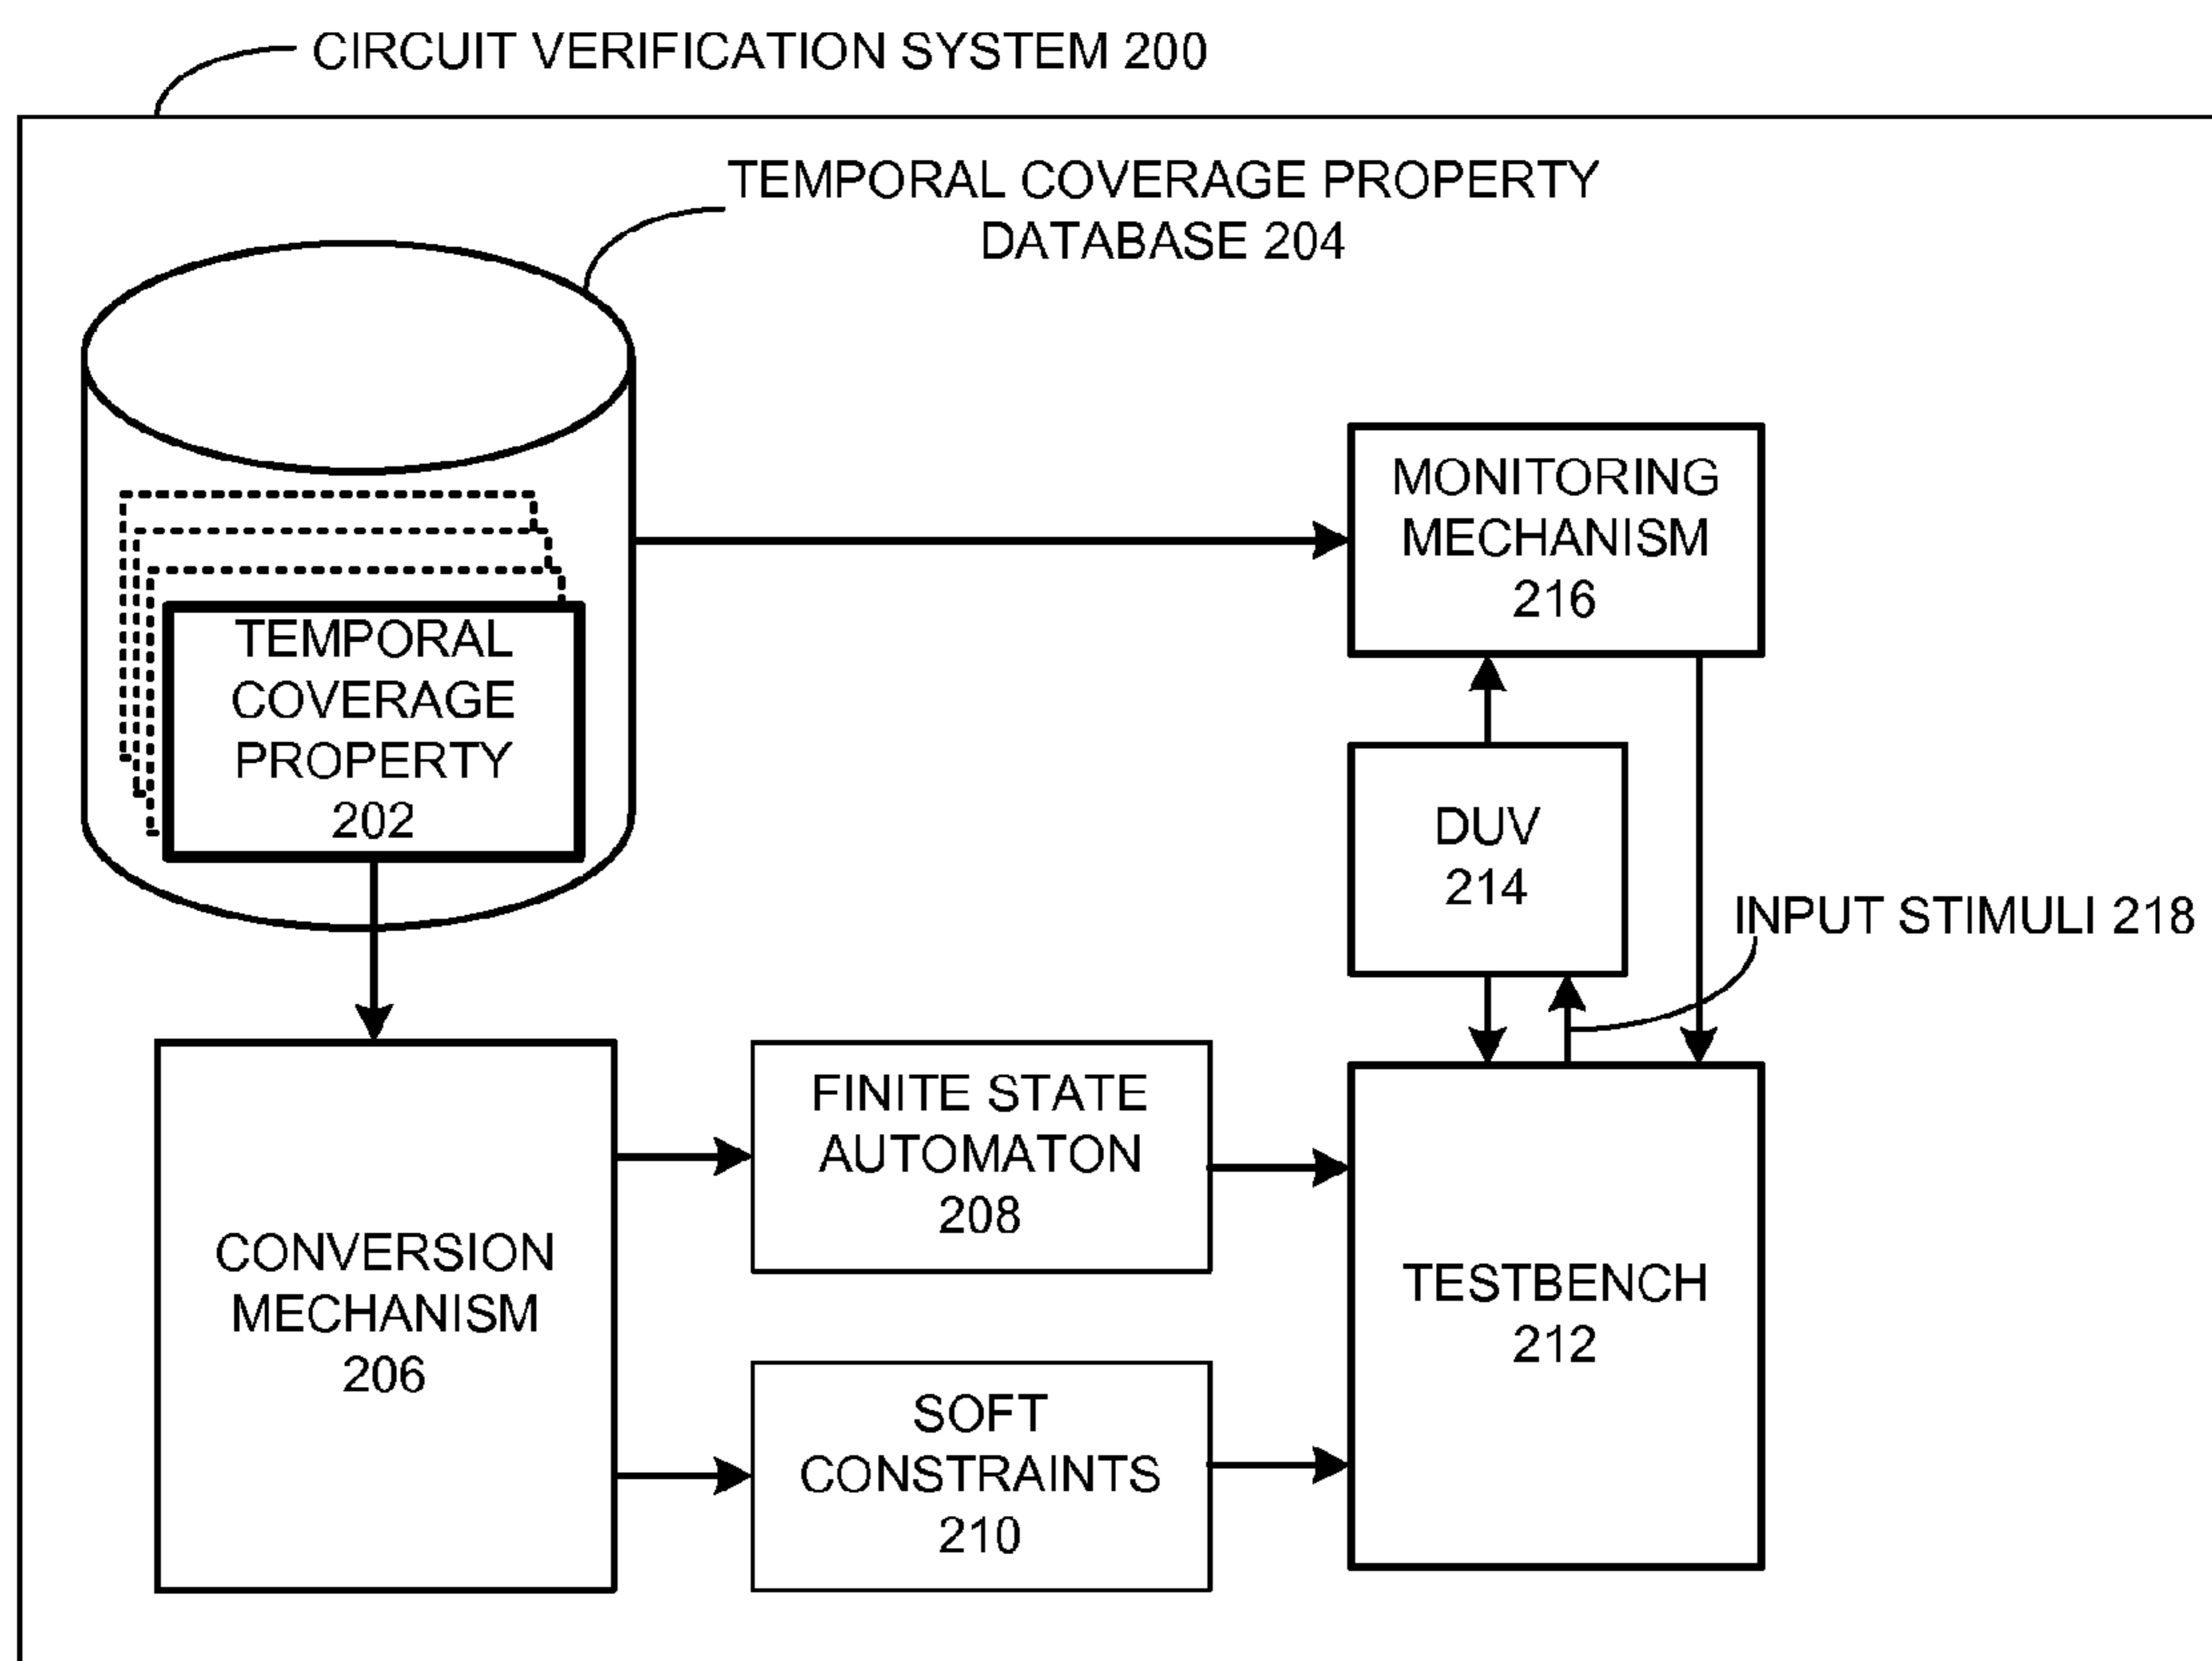 CIRCUIT VERIFICATION SYSTEM 200
TEMPORAL COVERAGE PROPERTY
DATABASE 204
TEMPORAL
COVERAGE
PROPERTY
202
MONITORING
MECHANISM
216
DUV
214
INPUT STIMULI 218
CONVERSION
MECHANISM
206
FINITE STATE
AUTOMATON
208
SOFT
CONSTRAINTS
210
TESTBENCH
212